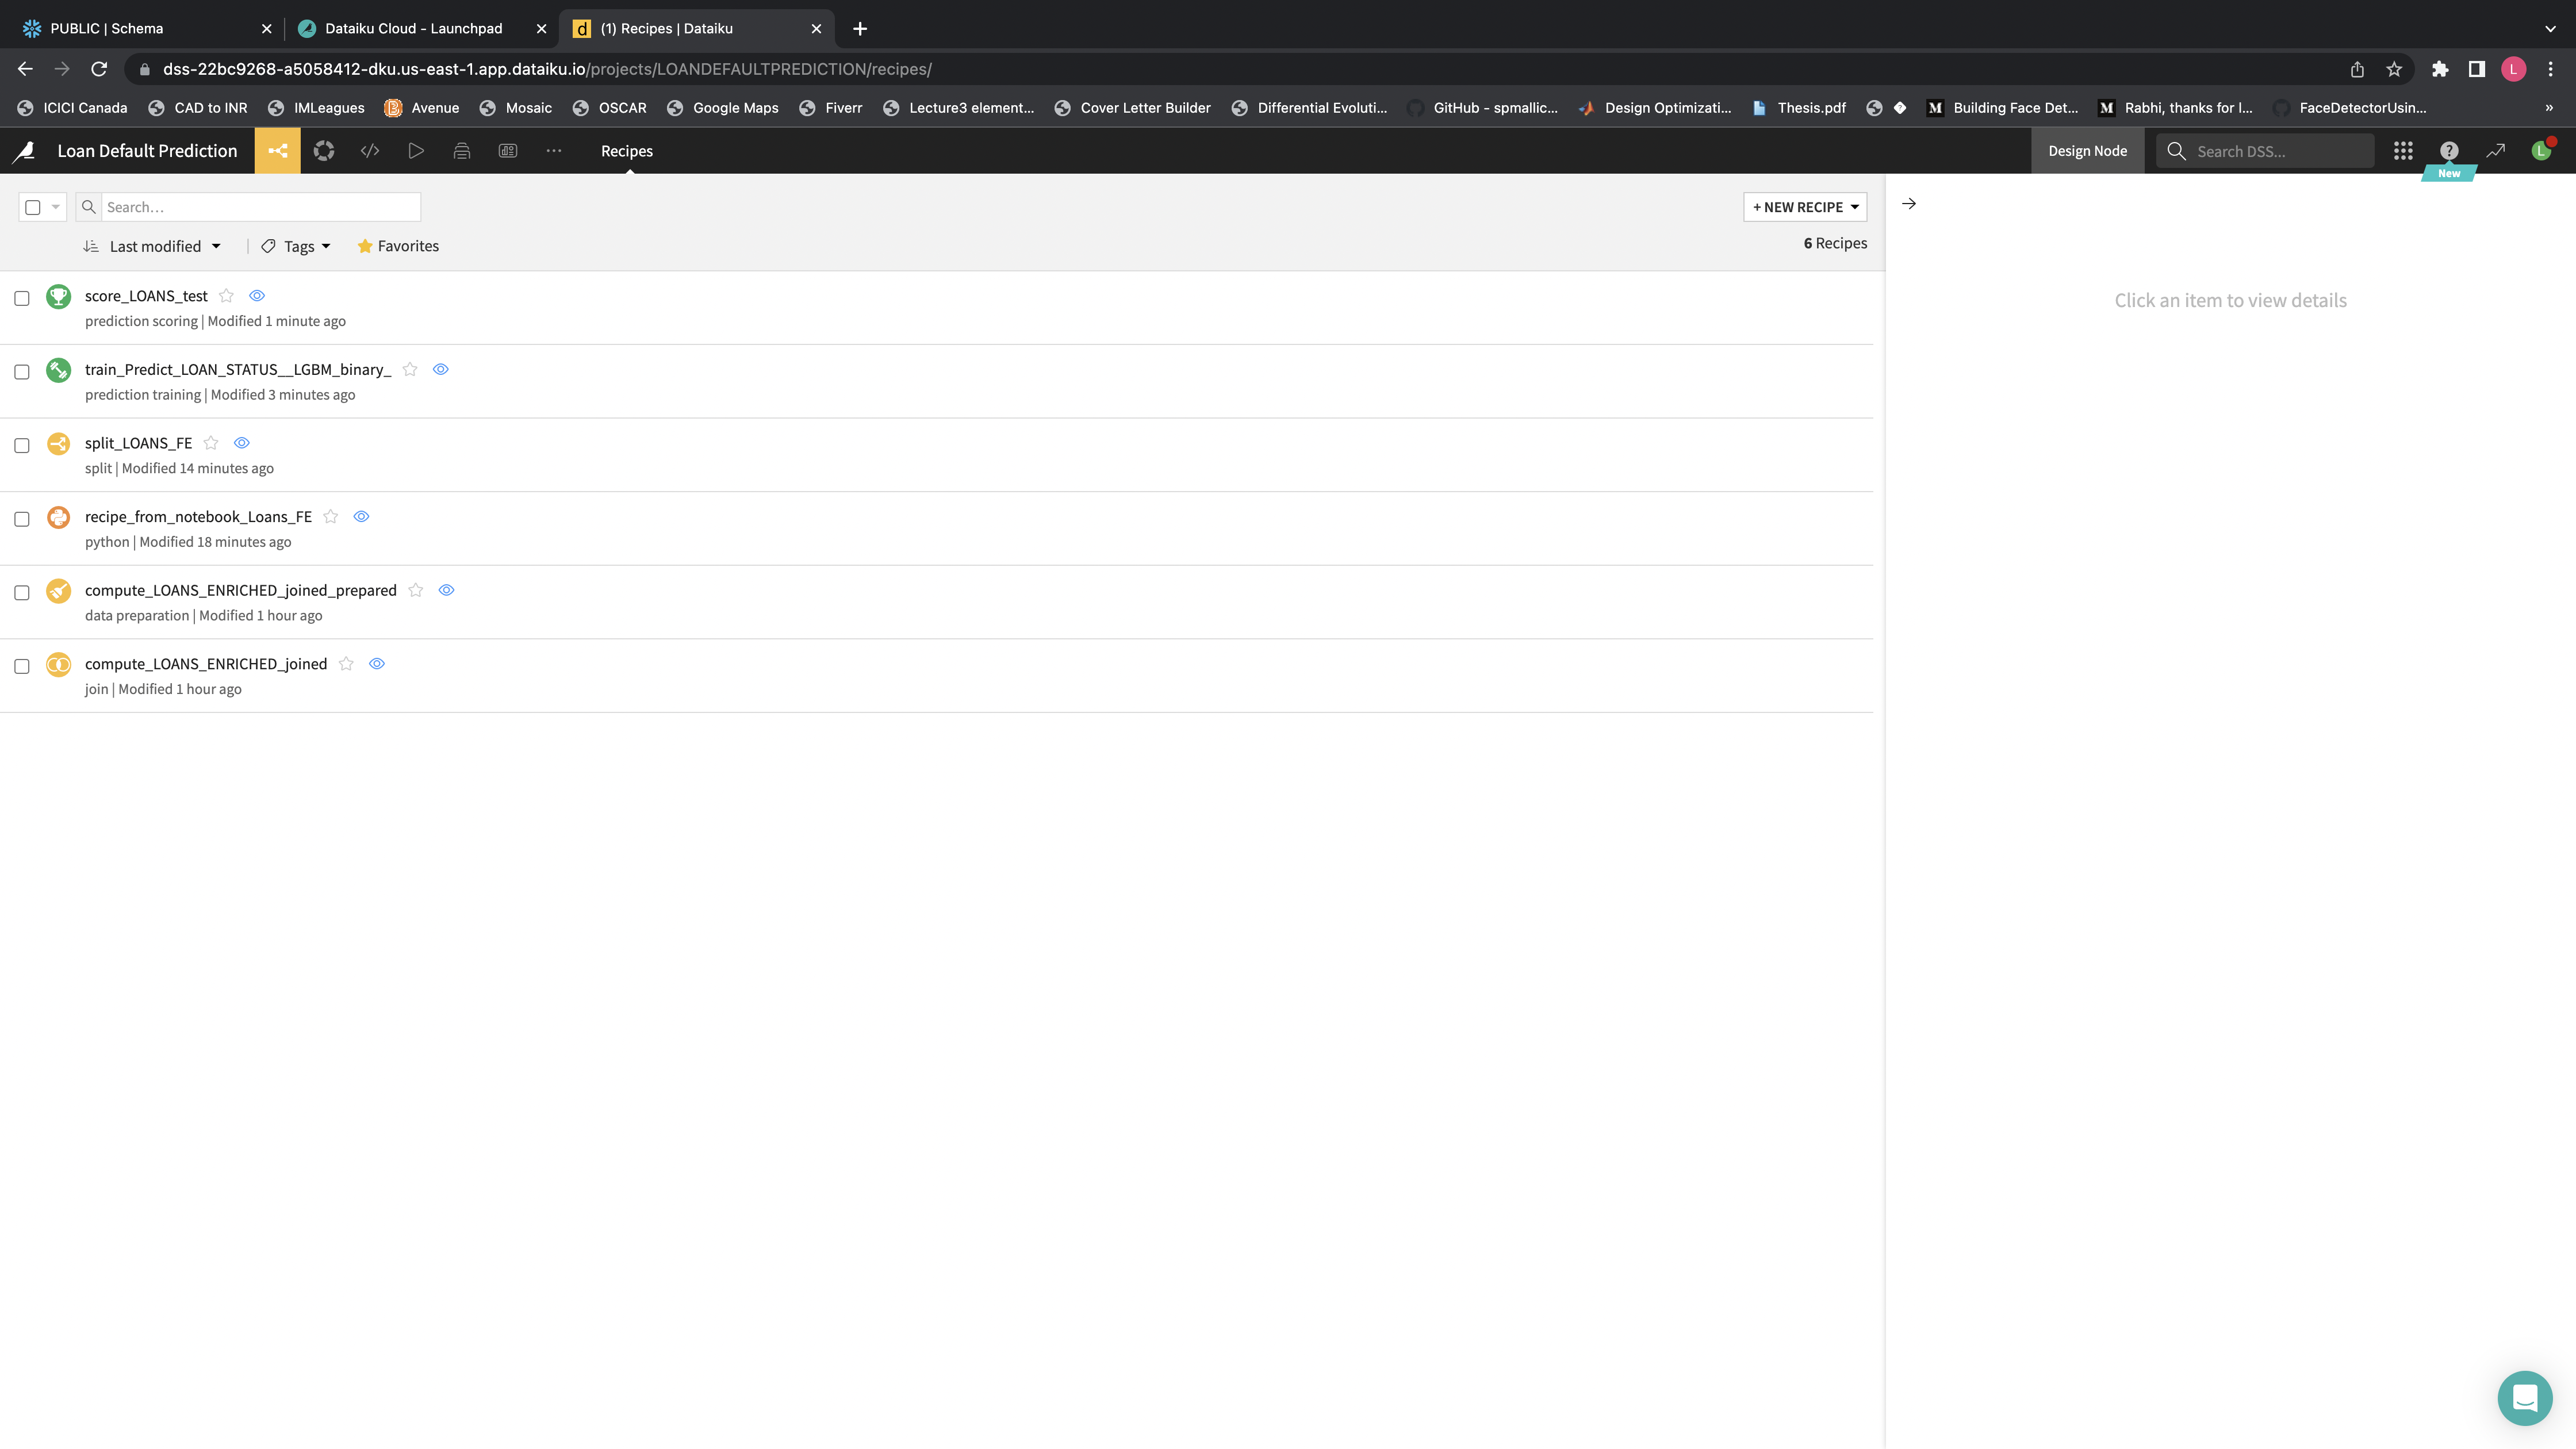 PUBLIC | Schema
Dataiku Cloud - Launchpad
(1) Recipes | Dataiku
dss-22bc9268-a5058412-dku.us-east-1.app.dataiku.io/projects/LOANDEFAULTPREDICTION/recipes/
L
ICICI Canada
CAD to INR
IMLeagues
Avenue
Mosaic
OSCAR
Google Maps
Fiverr
Lecture3 element...
Cover Letter Builder
Differential Evoluti...
GitHub - spmallic...
Design Optimizati...
Thesis.pdf
M Building Face Det...
M Rabhi, thanks for I...
FaceDetectorUsin...
»
Loan Default Prediction
Recipes
Design Node
Search DSS...
?
New
L
Search...
+ NEW RECIPE
Last modified
Tags
Favorites
6 Recipes
score_LOANS_test
prediction scoring | Modified 1 minute ago
train_Predict_LOAN_STATUS__LGBM_binary_
prediction training | Modified 3 minutes ago
split_LOANS_FE
split | Modified 14 minutes ago
recipe_from_notebook_Loans_FE
python | Modified 18 minutes ago
compute_LOANS_ENRICHED_joined_prepared
data preparation | Modified 1 hour ago
compute_LOANS_ENRICHED_joined
join | Modified 1 hour ago
Click an item to view details